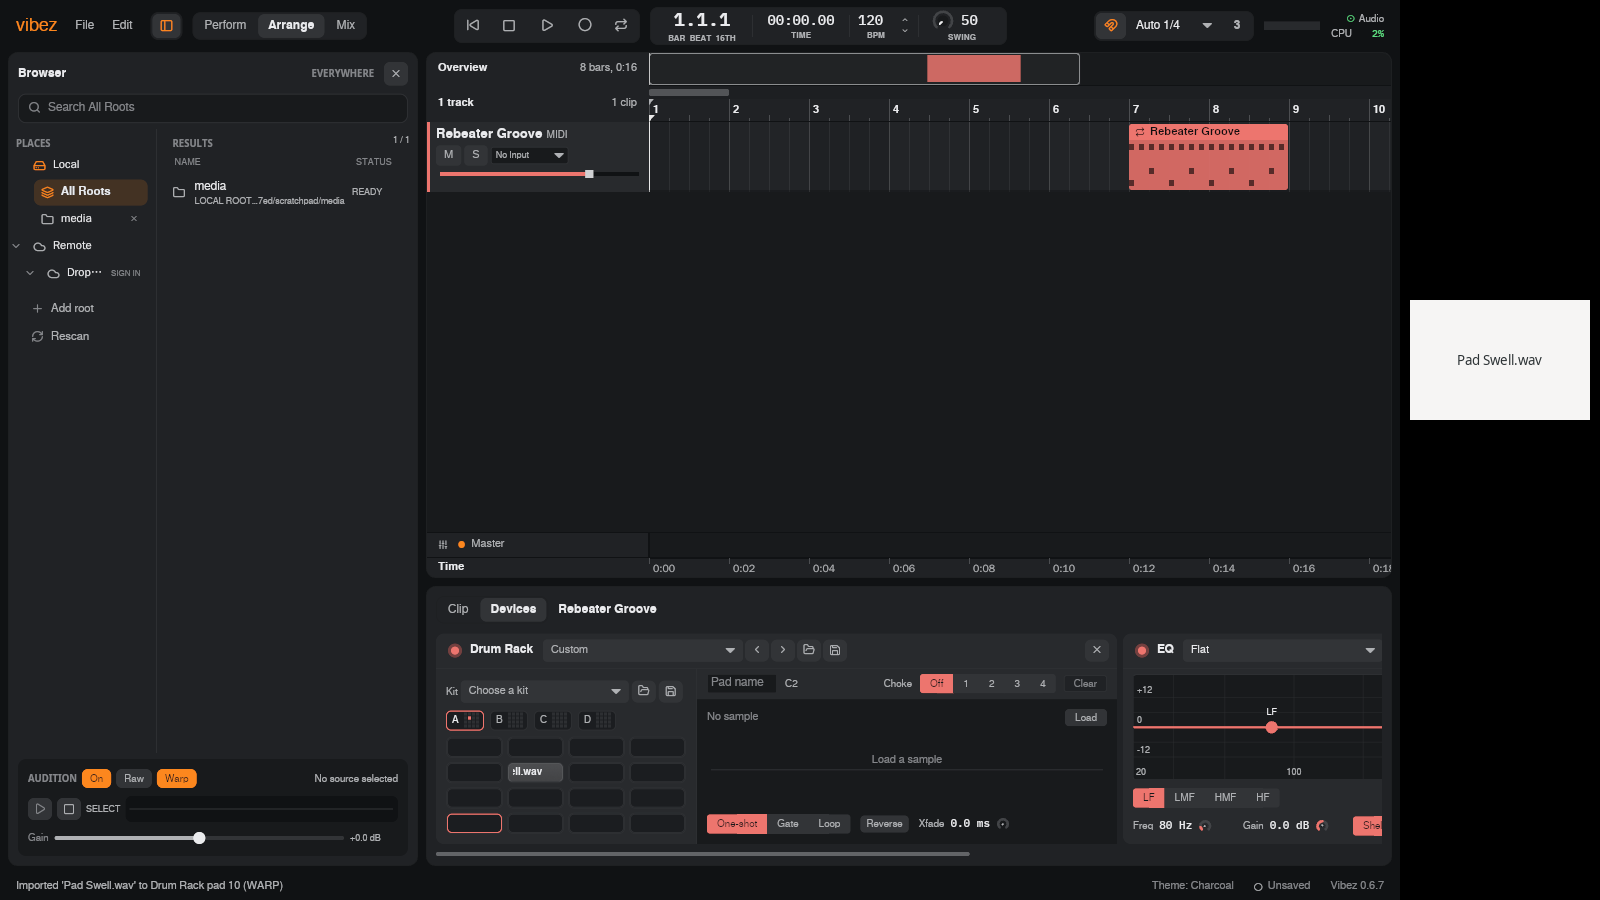 vibez File Edit Perform Arrange Mix
1.1.1 00:00.00 120 50
BAR BEAT 16TH TIME BPM SWING
Auto 1/4 3
Audio
CPU 2%
Browser EVERYWHERE
Search All Roots
PLACES
Local
All Roots
media
Remote
Drop··· SIGN IN
Add root
Rescan
RESULTS 1 / 1
NAME STATUS
media READY
LOCAL ROOT...7ed/scratchpad/media
AUDITION On Raw Warp No source selected
SELECT
Gain +0.0 dB
Overview 8 bars, 0:16
1 track 1 clip
1 2 3 4 5 6 7 8 9 10
Rebeater Groove MIDI
M S No Input
Rebeater Groove
Master
Time 0:00 0:02 0:04 0:06 0:08 0:10 0:12 0:14 0:16
Clip Devices Rebeater Groove
Drum Rack Custom
Kit Choose a kit
A B C D
ell.wav
Pad name C2 Choke Off 1 2 3 4 Clear
No sample Load
Load a sample
One-shot Gate Loop Reverse Xfade 0.0 ms
EQ Flat
+12
0
-12
LF
20 100
LF LMF HMF HF
Freq 80 Hz Gain 0.0 dB
Imported 'Pad Swell.wav' to Drum Rack pad 10 (WARP)
Theme: Charcoal Unsaved Vibez 0.6.7
Pad Swell.wav